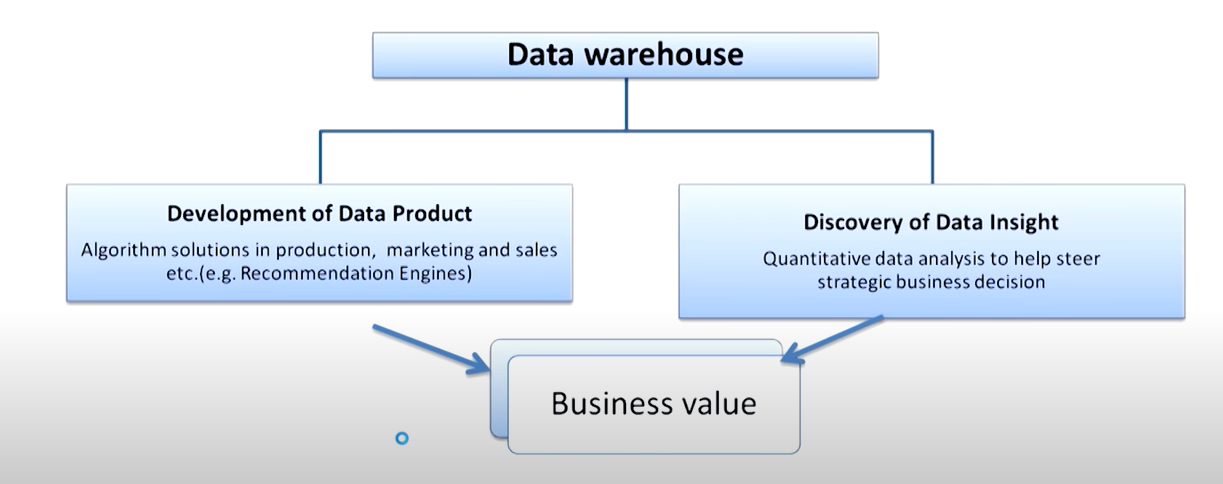 Data warehouse
Development of Data Product
Algorithm solutions in production, marketing and sales
etc.(e.g. Recommendation Engines)
Discovery of Data Insight
Quantitative data analysis to help steer
strategic business decision
Business value